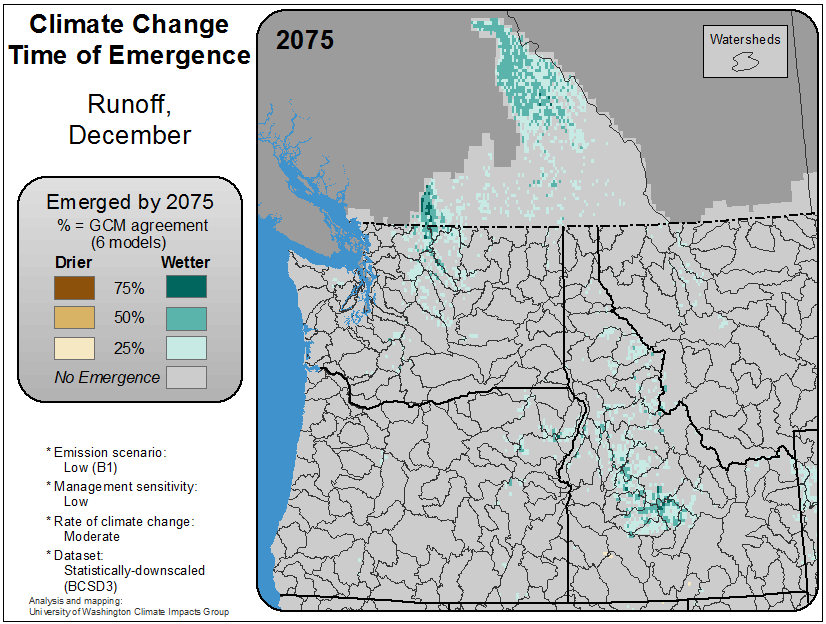 Climate Change
Time of Emergence
Runoff,
December
Emerged by 2075
% = GCM agreement
(6 models)
Drier Wetter
75%
50%
25%
No Emergence
* Emission scenario:
Low (B1)
* Management sensitivity:
Low
* Rate of climate change:
Moderate
* Dataset:
Statistically-downscaled
(BCSD3)
Analysis and mapping:
University of Washington Climate Impacts Group
2075
Watersheds